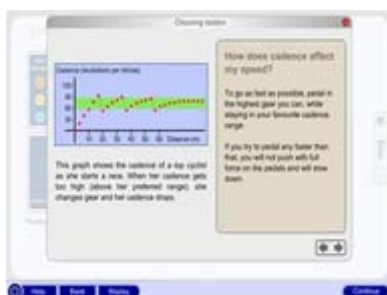 Choosing tactics
Cadence (revolutions per minute)
Distance (m)
This graph shows the cadence of a top cyclist
as she starts a race. When her cadence gets
too high (above her preferred range), she
changes gear and her cadence drops.
How does cadence affect
my speed?
To go as fast as possible, pedal in
the highest gear you can, while
staying in your favourite cadence
range.
If you try to pedal any faster than
that, you will not push with full
force on the pedals and will slow
down.
Help Back Replay Continue